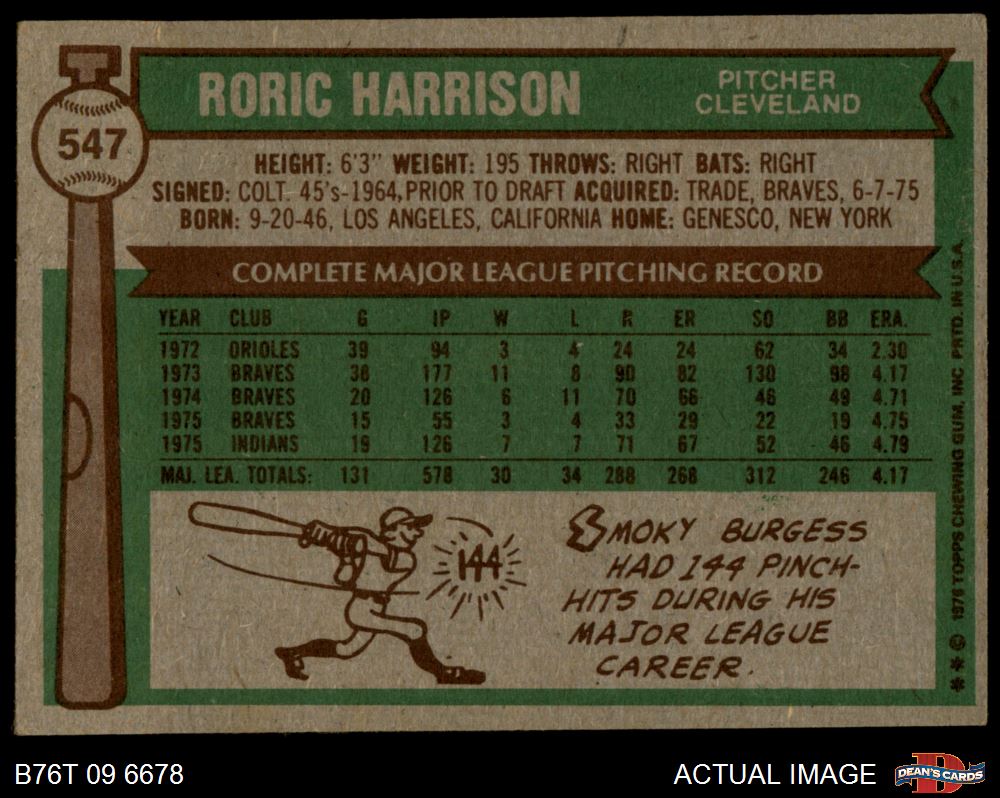 547
RORIC HARRISON
PITCHER
CLEVELAND
HEIGHT: 6'3" WEIGHT: 195 THROWS: RIGHT BATS: RIGHT
SIGNED: COLT. 45's-1964, PRIOR TO DRAFT ACQUIRED: TRADE, BRAVES, 6-7-75
BORN: 9-20-46, LOS ANGELES, CALIFORNIA HOME: GENESCO, NEW YORK
COMPLETE MAJOR LEAGUE PITCHING RECORD
YEAR CLUB G IP W L R ER SO BB ERA.
1972 ORIOLES 39 94 3 4 24 24 62 34 2.30
1973 BRAVES 38 177 11 8 90 82 130 98 4.17
1974 BRAVES 20 126 6 11 70 66 46 49 4.71
1975 BRAVES 15 55 3 4 33 29 22 19 4.75
1975 INDIANS 19 126 7 7 71 67 52 46 4.79
MAJ. LEA. TOTALS: 131 578 30 34 288 268 312 246 4.17
144
SMOKY BURGESS
HAD 144 PINCH-
HITS DURING HIS
MAJOR LEAGUE
CAREER.
* * © 1976 TOPPS CHEWING GUM, INC PRTD. IN U.S.A.
B76T 09 6678
ACTUAL IMAGE
D
DEAN'S CARDS